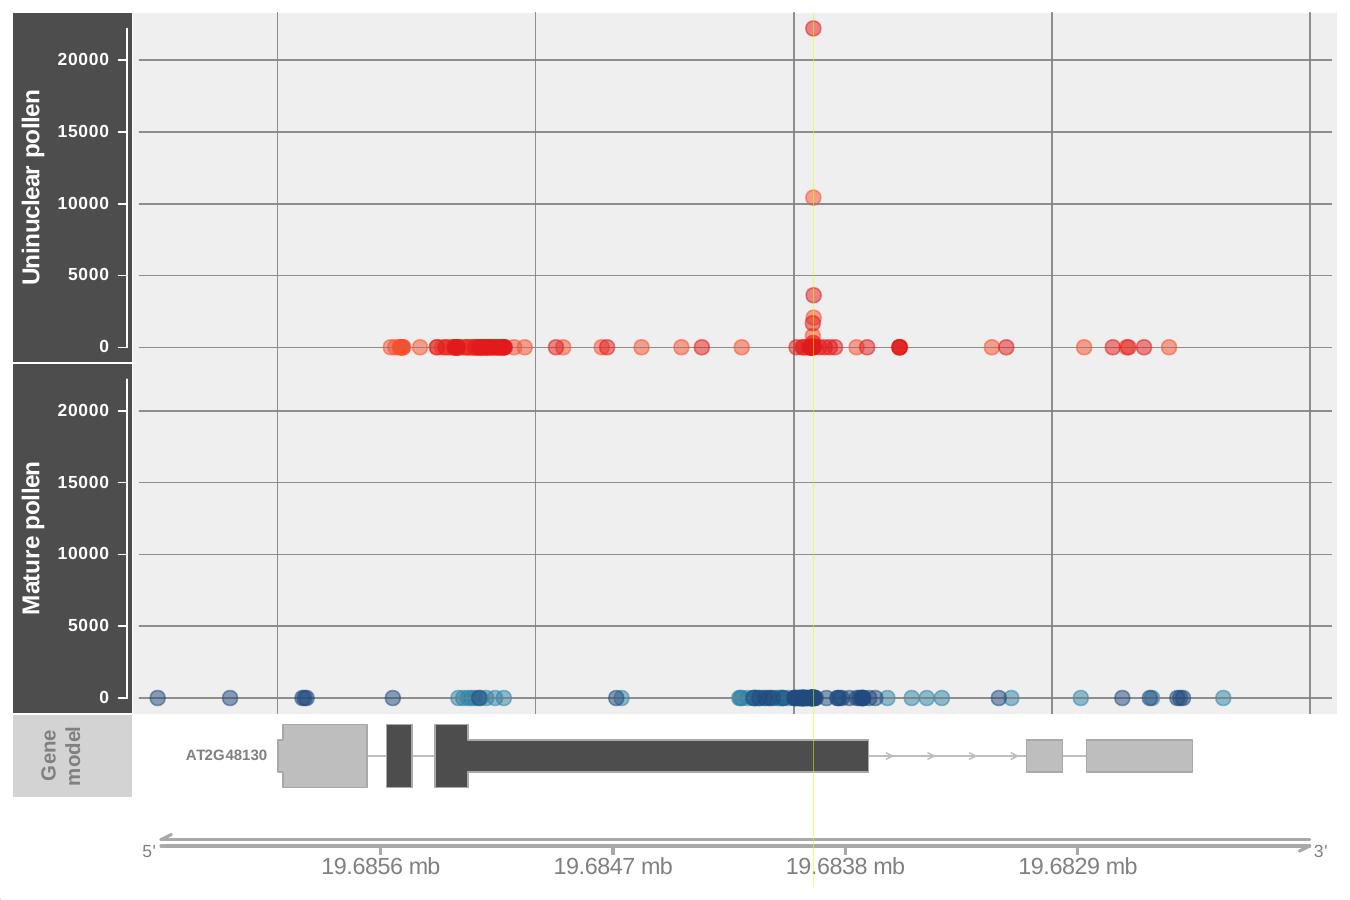 Uninuclear pollen
20000
15000
10000
5000
0
Mature pollen
20000
15000
10000
5000
0
Gene
model
AT2G48130
5'
3'
19.6856 mb
19.6847 mb
19.6838 mb
19.6829 mb